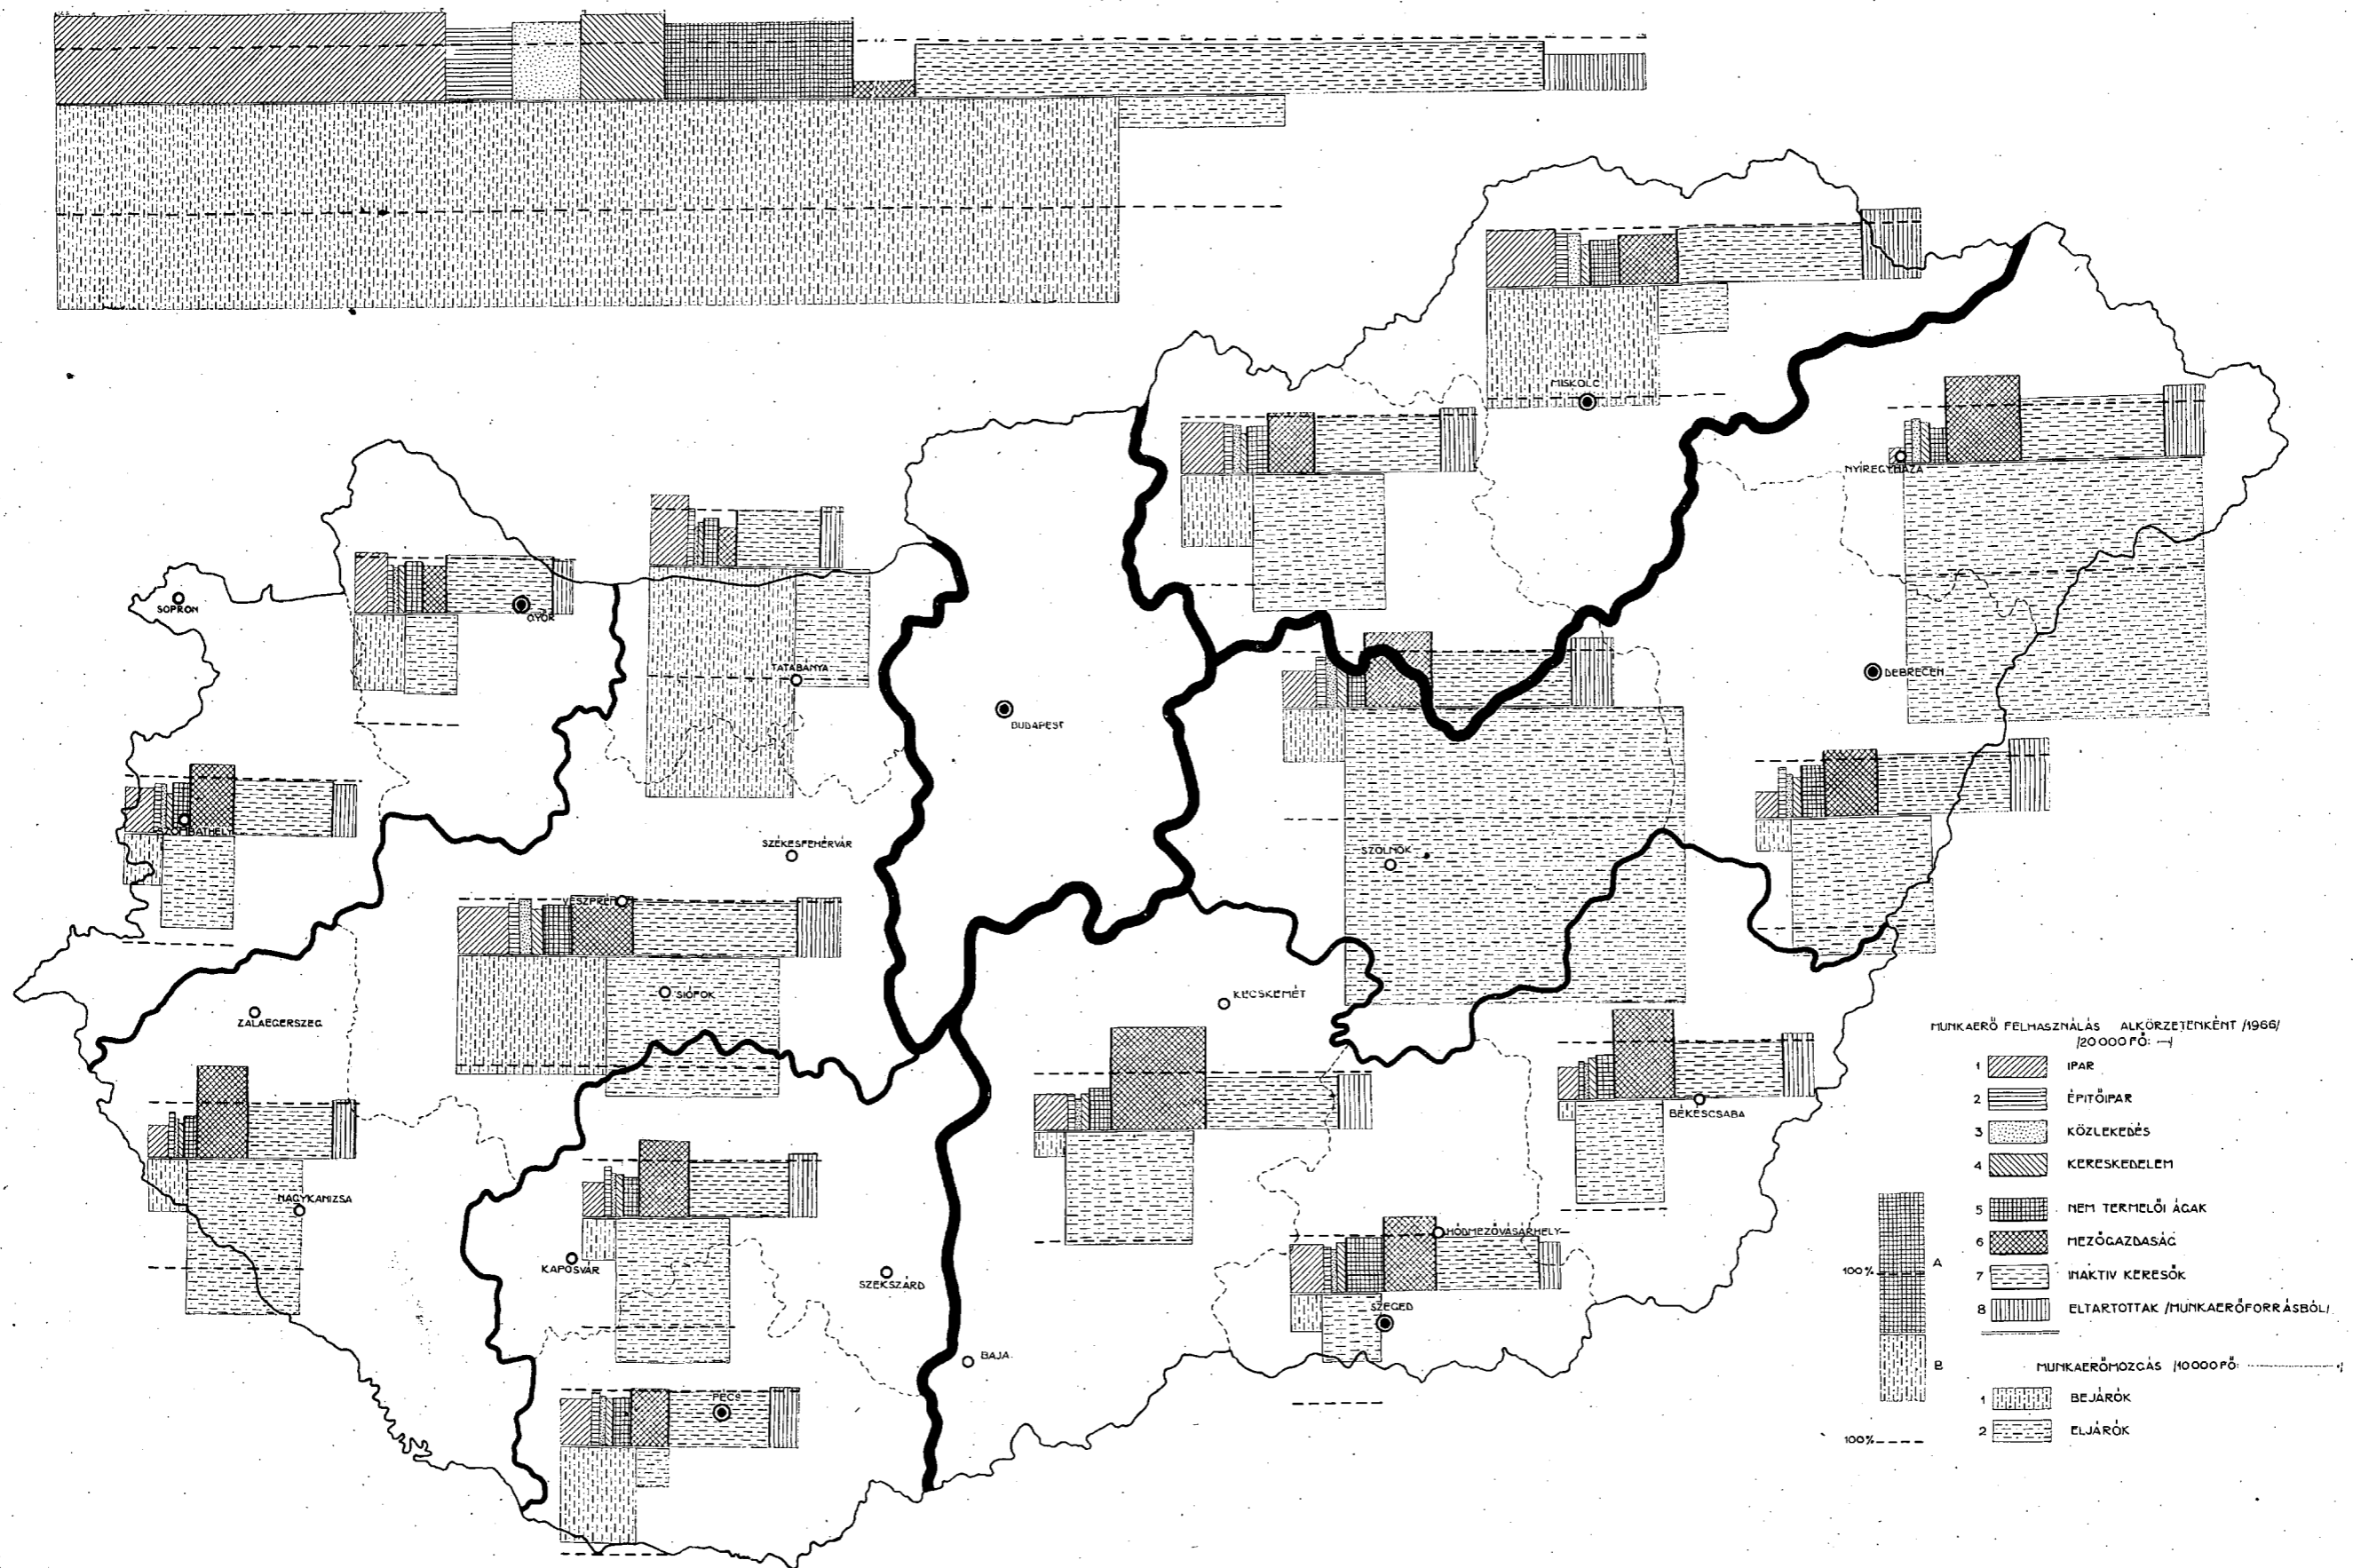 MISKOLC
NYÍREGYHÁZA
SOPRON
GYŐR
TATABÁNYA
DEBRECEN
BUDAPEST
SZOMBATHELY
SZÉKESFEHÉRVÁR
SZOLNOK
VESZPRÉM
SIÓFOK
KECSKEMÉT
ZALAEGERSZEG
MUNKAERŐ FELHASZNÁLÁS ALKÖRZETENKÉNT /1966/
/20 000 FŐ:
1 IPAR
2 ÉPITŐIPAR
3 KÖZLEKEDÉS
4 KERESKEDELEM
5 NEM TERMELŐI ÁGAK
6 MEZŐGAZDASÁG
7 INAKTIV KERESŐK
8 ELTARTOTTAK /MUNKAERŐFORRÁSBÓL/
100% A
B
MUNKAERŐMOZGÁS /10 000 FŐ:
1 BEJÁRÓK
2 ELJÁRÓK
100%
BÉKÉSCSABA
NAGYKANIZSA
HÓDMEZŐVÁSÁRHELY
KAPOSVÁR
SZEKSZÁRD
SZEGED
BAJA
PÉCS